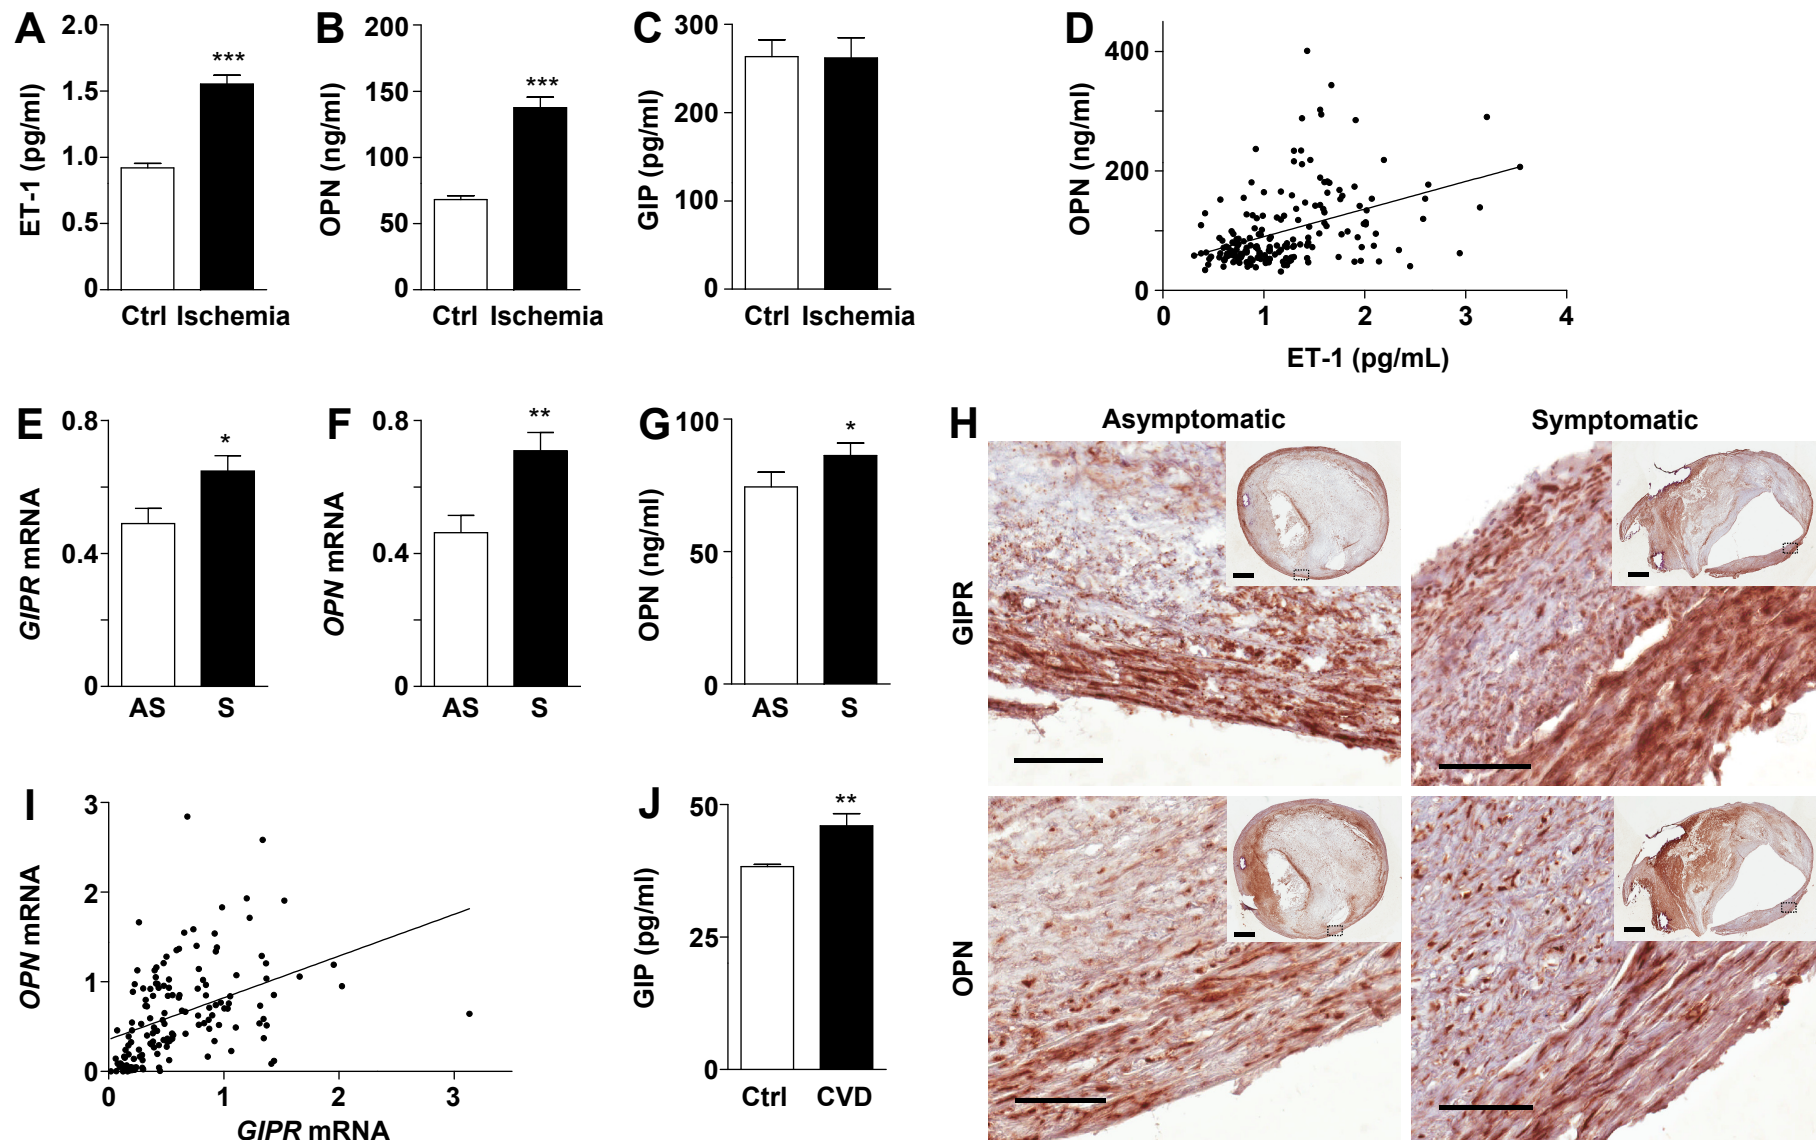 A
ET-1 (pg/ml)
2.0
1.5
1.0
0.5
0
***
Ctrl Ischemia
B
OPN (ng/ml)
200
150
100
50
0
***
Ctrl Ischemia
C
GIP (pg/ml)
300
200
100
0
Ctrl Ischemia
D
OPN (ng/ml)
400
200
0
0 1 2 3 4
ET-1 (pg/mL)
E
GIPR mRNA
0.8
0.4
0
*
AS S
F
OPN mRNA
0.8
0.4
0
**
AS S
G
OPN (ng/ml)
100
50
0
*
AS S
H
Asymptomatic Symptomatic
GIPR
OPN
I
OPN mRNA
3
2
1
0
0 1 2 3
GIPR mRNA
J
GIP (pg/ml)
50
25
0
**
Ctrl CVD